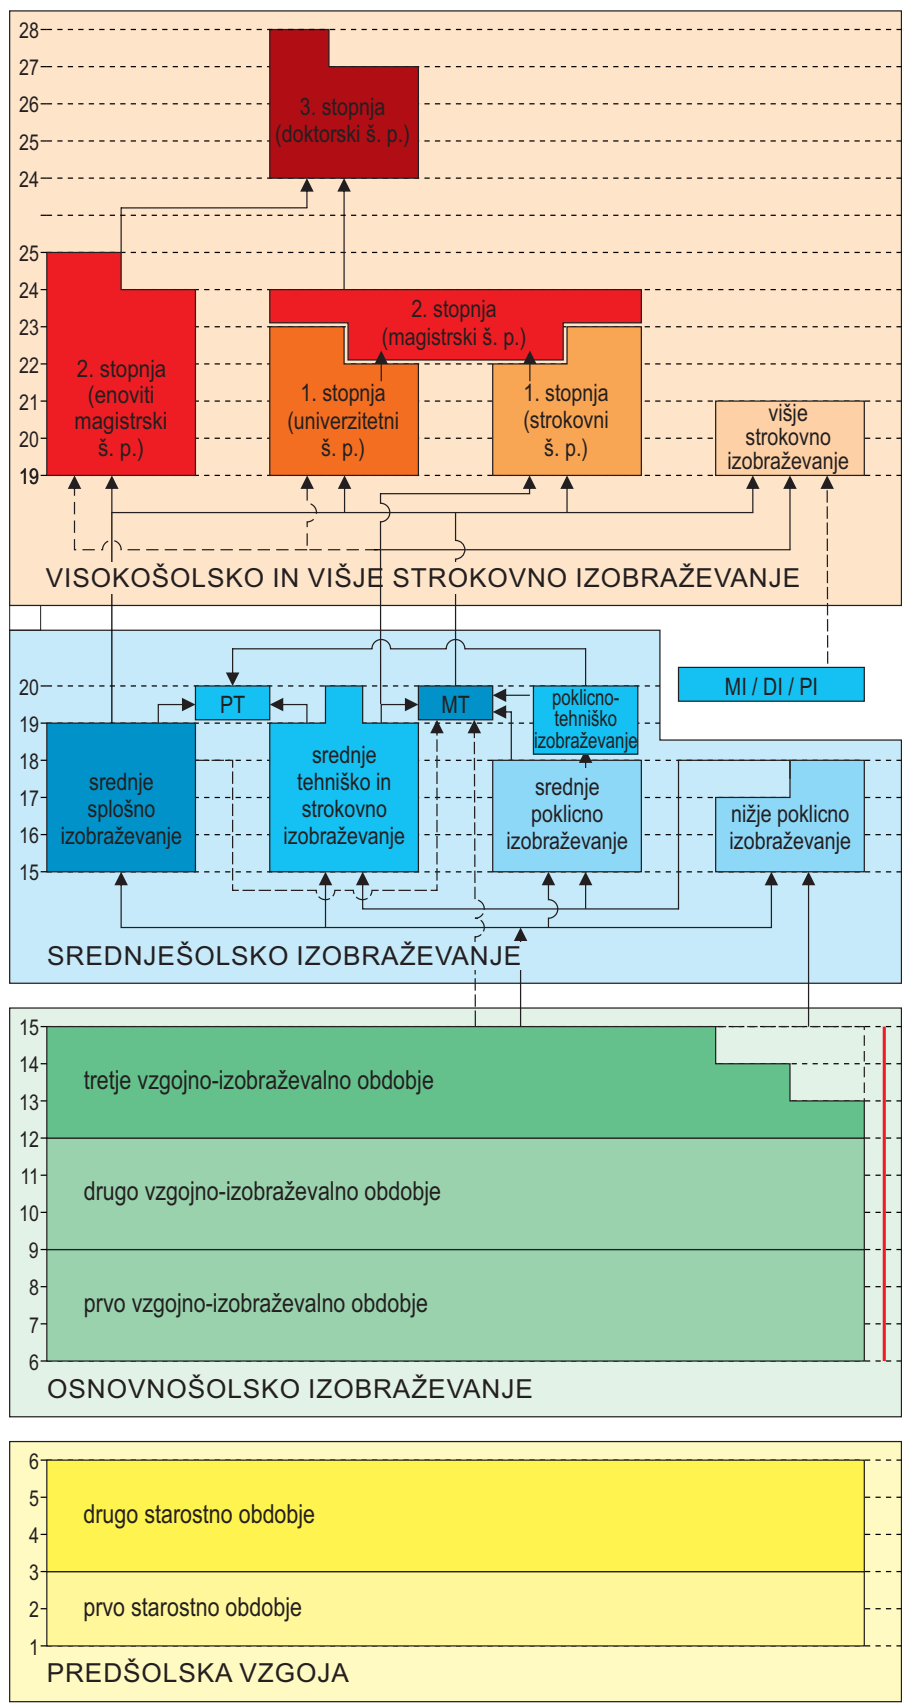 28
27
3. stopnja
(doktorski š. p.)
26
25
24
25
24
23
22
21
20
19
2. stopnja
(magistrski š. p.)
2. stopnja
(enoviti
magistrski
š. p.)
1. stopnja
(univerzitetni
š. p.)
1. stopnja
(strokovni
š. p.)
višje
strokovno
izobraževanje
VISOKOŠOLSKO IN VIŠJE STROKOVNO IZOBRAŽEVANJE
20
19
18
17
16
15
PT
MT
poklicno-
tehniško
izobraževanje
MI / DI / PI
srednje
splošno
izobraževanje
srednje
tehniško in
strokovno
izobraževanje
srednje
poklicno
izobraževanje
nižje poklicno
izobraževanje
SREDNJEŠOLSKO IZOBRAŽEVANJE
15
14
13
12
11
10
9
8
7
6
tretje vzgojno-izobraževalno obdobje
drugo vzgojno-izobraževalno obdobje
prvo vzgojno-izobraževalno obdobje
OSNOVNOŠOLSKO IZOBRAŽEVANJE
6
5
4
3
2
1
drugo starostno obdobje
prvo starostno obdobje
PREDŠOLSKA VZGOJA